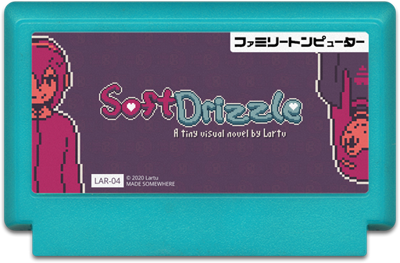 ファミリートンピューター
Soft Drizzle
A tiny visual novel by Lartu
LAR-04
© 2020 Lartu
MADE SOMEWHERE